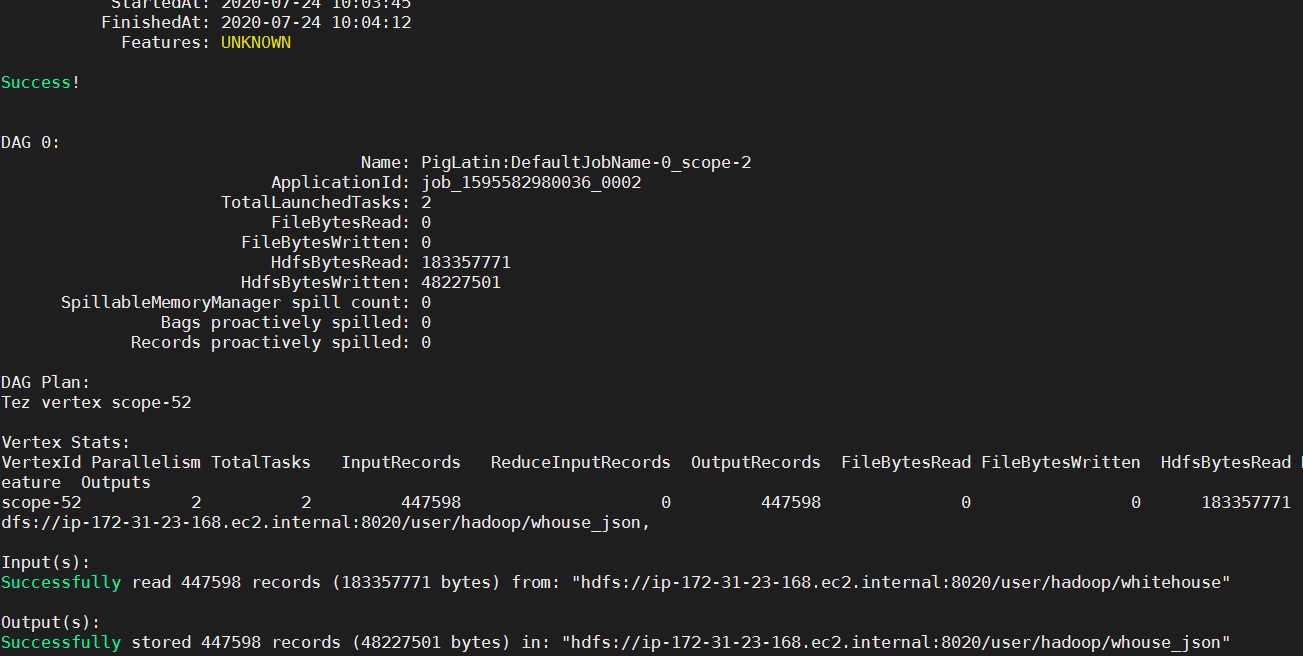 StartedAt: 2020-07-24 10:03:45
FinishedAt: 2020-07-24 10:04:12
Features: UNKNOWN
Success!
DAG 0:
Name: PigLatin:DefaultJobName-0_scope-2
ApplicationId: job_1595582980036_0002
TotalLaunchedTasks: 2
FileBytesRead: 0
FileBytesWritten: 0
HdfsBytesRead: 183357771
HdfsBytesWritten: 48227501
SpillableMemoryManager spill count: 0
Bags proactively spilled: 0
Records proactively spilled: 0
DAG Plan:
Tez vertex scope-52
Vertex Stats:
VertexId Parallelism TotalTasks InputRecords ReduceInputRecords OutputRecords FileBytesRead FileBytesWritten HdfsBytesRead
eature Outputs
scope-52 2 2 447598 0 447598 0 0 183357771
dfs://ip-172-31-23-168.ec2.internal:8020/user/hadoop/whouse_json,
Input(s):
Successfully read 447598 records (183357771 bytes) from: "hdfs://ip-172-31-23-168.ec2.internal:8020/user/hadoop/whitehouse"
Output(s):
Successfully stored 447598 records (48227501 bytes) in: "hdfs://ip-172-31-23-168.ec2.internal:8020/user/hadoop/whouse_json"